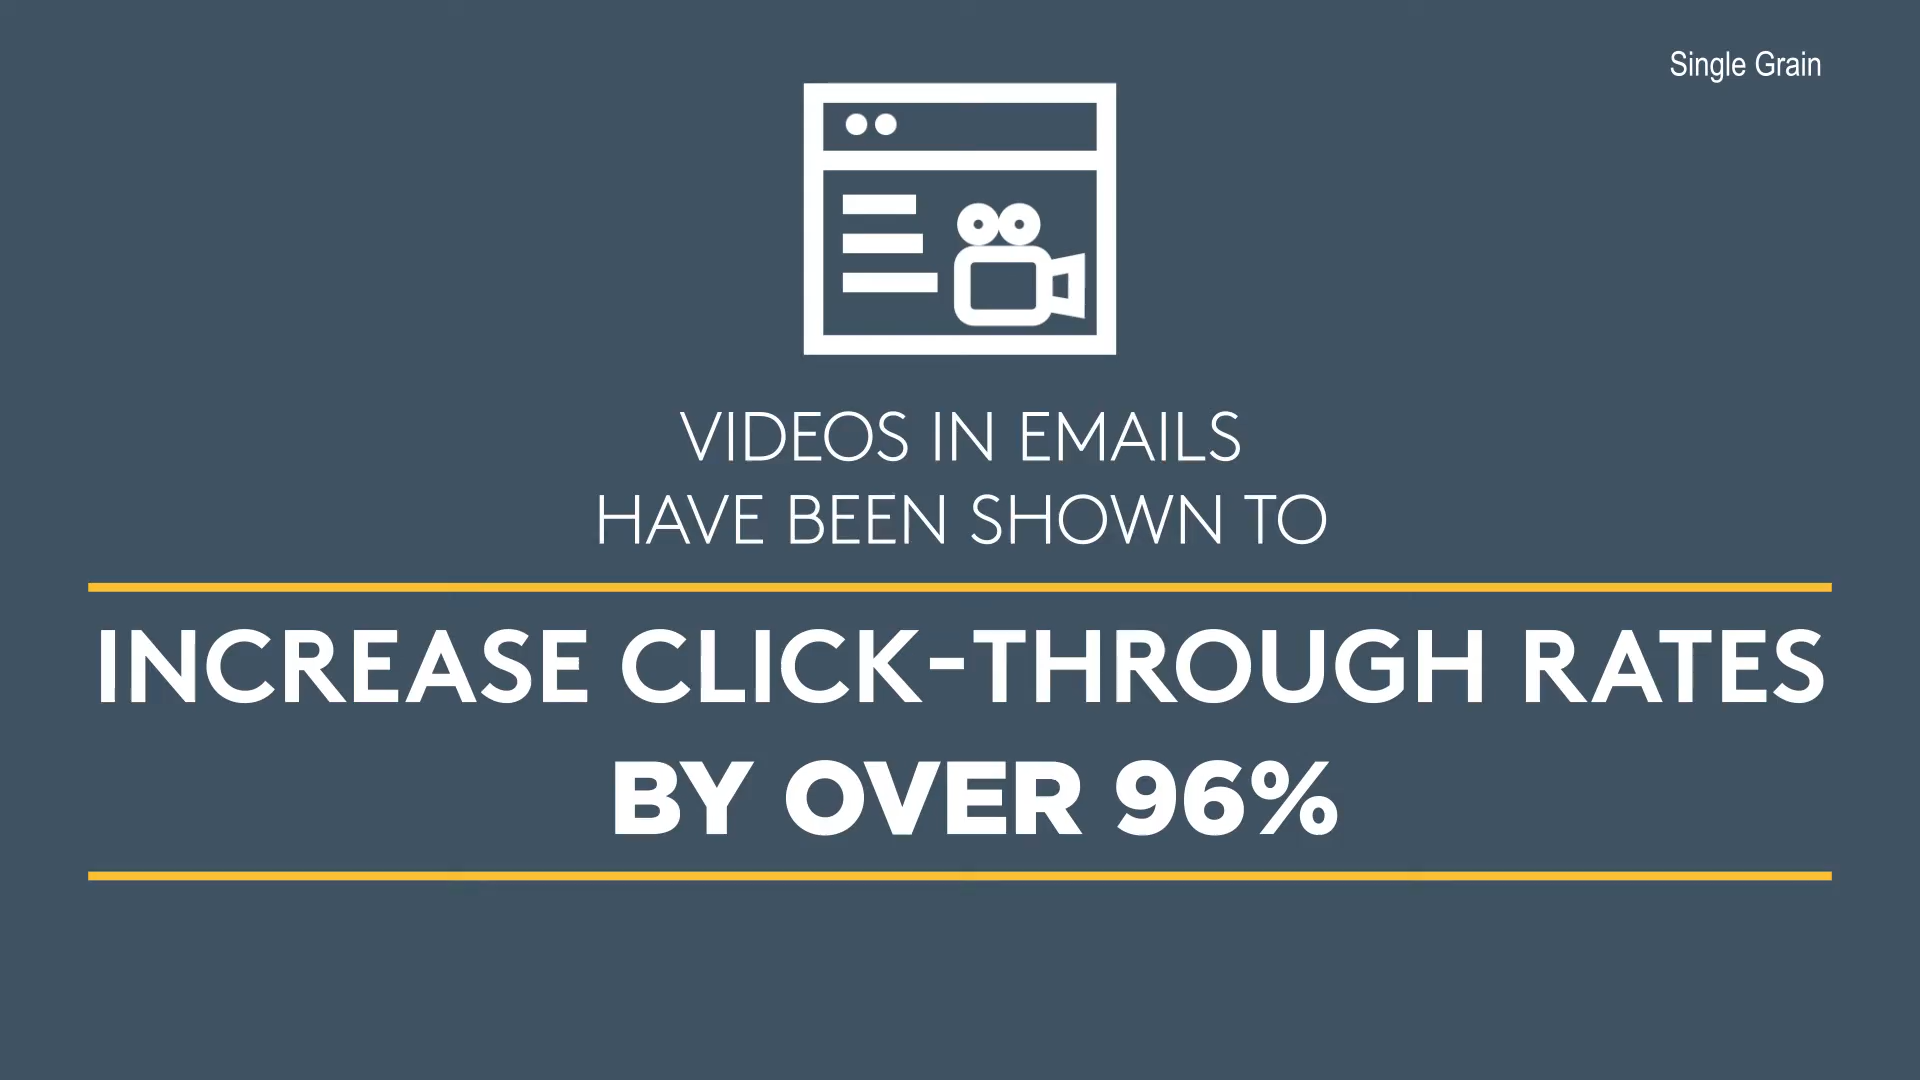 Single Grain
VIDEOS IN EMAILS
HAVE BEEN SHOWN TO
INCREASE CLICK-THROUGH RATES
BY OVER 96%